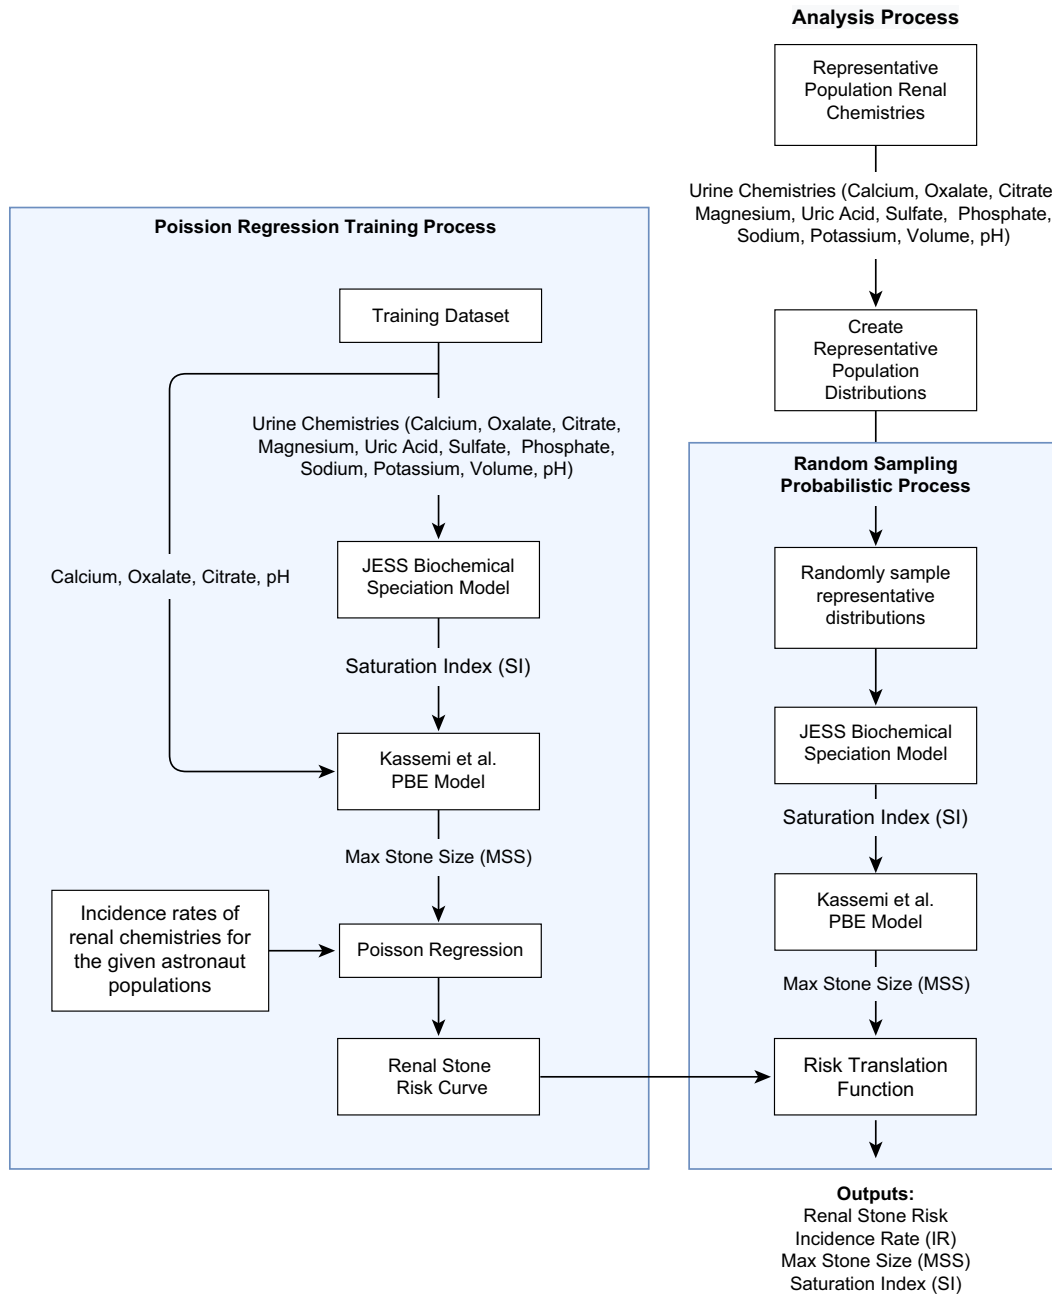 Analysis Process
Representative
Population Renal
Chemistries
Urine Chemistries (Calcium, Oxalate, Citrate
Magnesium, Uric Acid, Sulfate, Phosphate,
Sodium, Potassium, Volume, pH)
Create
Representative
Population
Distributions
Random Sampling
Probabilistic Process
Randomly sample
representative
distributions
JESS Biochemical
Speciation Model
Saturation Index (SI)
Kassemi et al.
PBE Model
Max Stone Size (MSS)
Risk Translation
Function
Outputs:
Renal Stone Risk
Incidence Rate (IR)
Max Stone Size (MSS)
Saturation Index (SI)
Poission Regression Training Process
Training Dataset
Urine Chemistries (Calcium, Oxalate, Citrate,
Magnesium, Uric Acid, Sulfate, Phosphate,
Sodium, Potassium, Volume, pH)
Calcium, Oxalate, Citrate, pH
JESS Biochemical
Speciation Model
Saturation Index (SI)
Kassemi et al.
PBE Model
Max Stone Size (MSS)
Incidence rates of
renal chemistries for
the given astronaut
populations
Poisson Regression
Renal Stone
Risk Curve